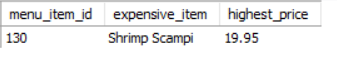 menu_item_id expensive_item highest_price
130 Shrimp Scampi 19.95